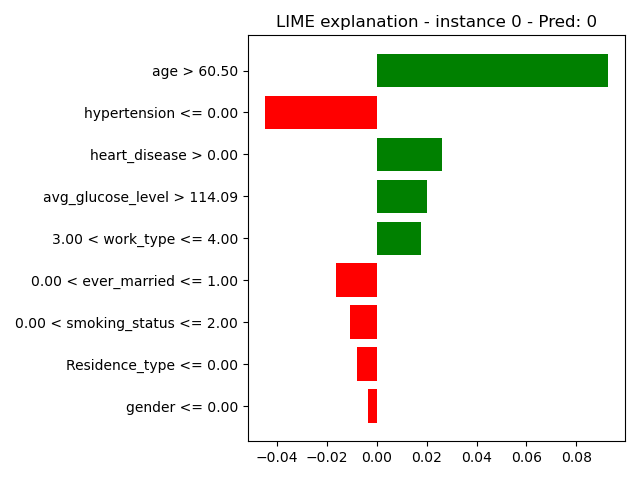 LIME explanation - instance 0 - Pred: 0
age > 60.50
hypertension <= 0.00
heart_disease > 0.00
avg_glucose_level > 114.09
3.00 < work_type <= 4.00
0.00 < ever_married <= 1.00
0.00 < smoking_status <= 2.00
Residence_type <= 0.00
gender <= 0.00
−0.04 −0.02 0.00 0.02 0.04 0.06 0.08